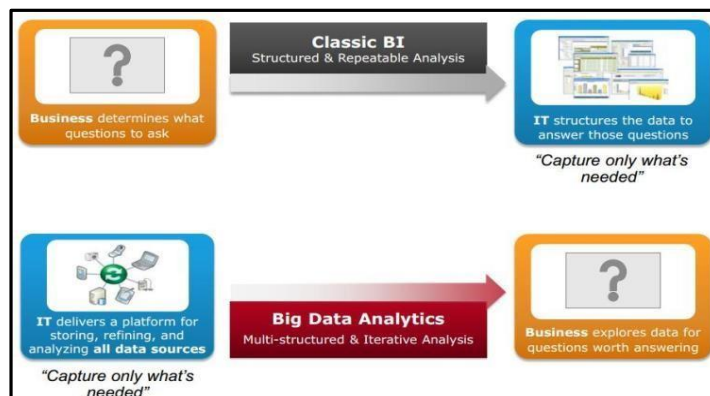 Classic BI
Structured & Repeatable Analysis
?
Business determines what
questions to ask
IT structures the data to
answer those questions
“Capture only what’s
needed”
IT delivers a platform for
storing, refining, and
analyzing all data sources
“Capture only what’s
needed”
Big Data Analytics
Multi-structured & Iterative Analysis
?
Business explores data for
questions worth answering